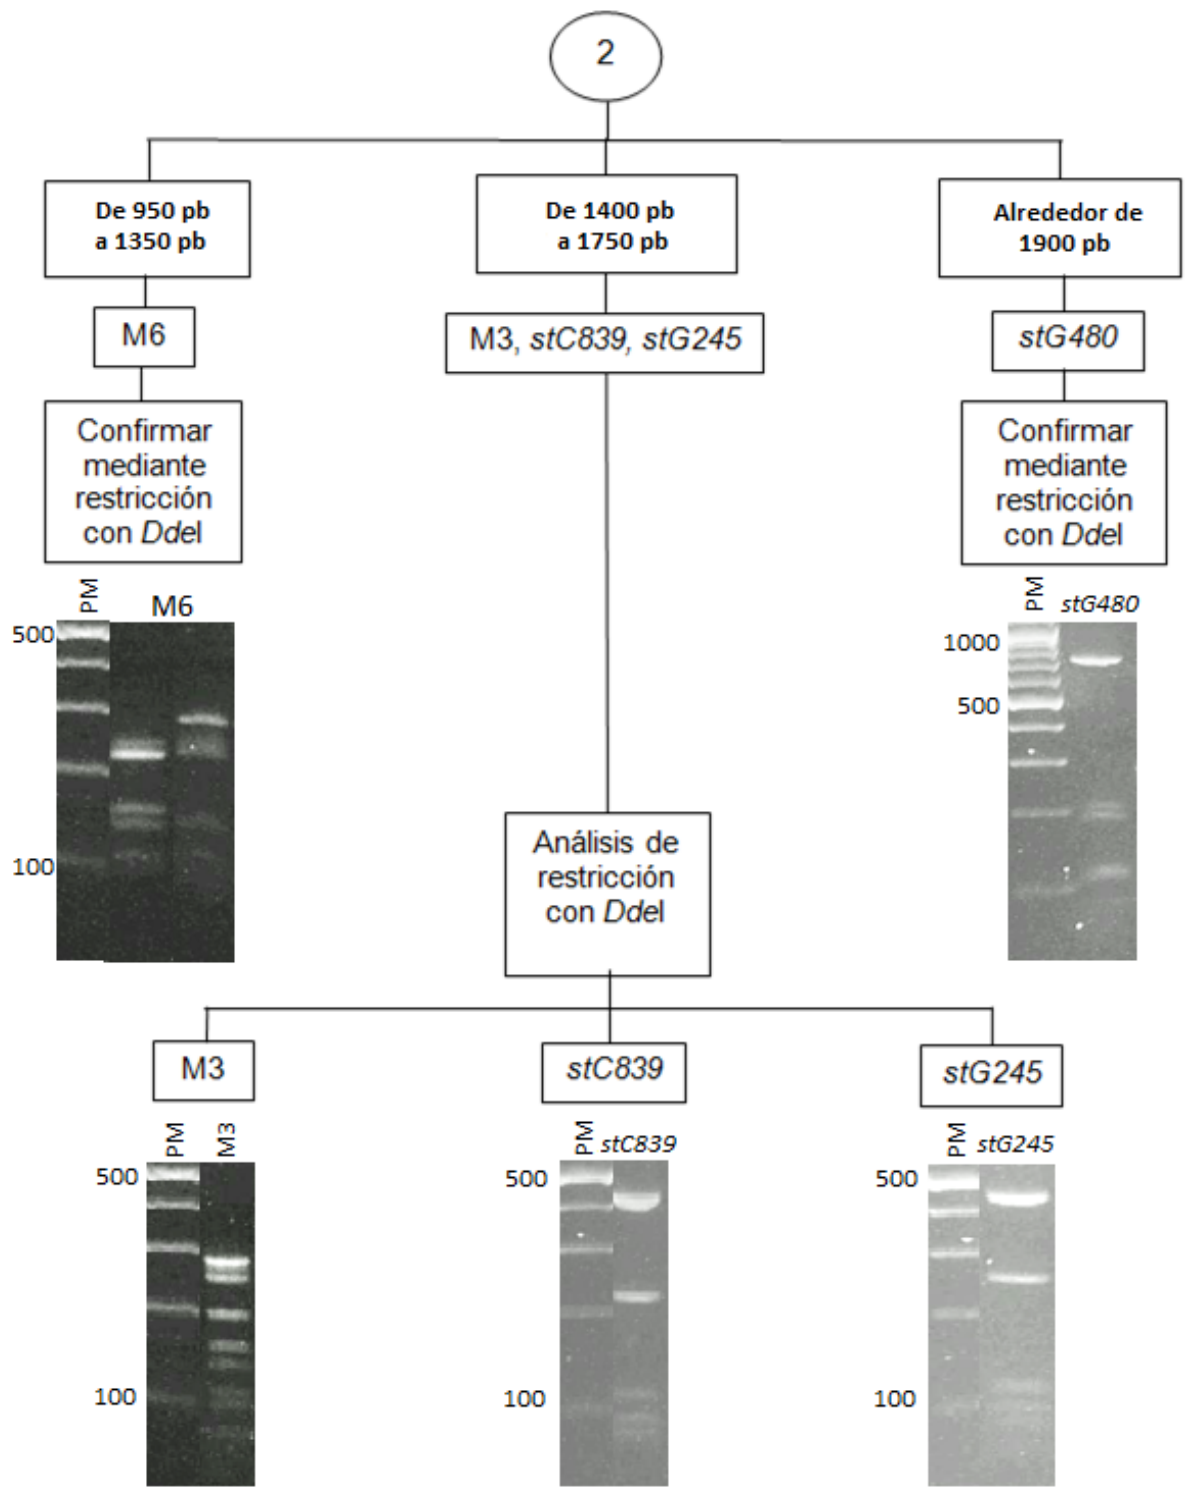 2
De 950 pb
a 1350 pb
De 1400 pb
a 1750 pb
Alrededor de
1900 pb
M6
M3, stC839, stG245
stG480
Confirmar
mediante
restricción
con DdeI
Confirmar
mediante
restricción
con DdeI
PM
M6
500
100
PM
stG480
1000
500
Análisis de
restricción
con DdeI
M3
stC839
stG245
PM
M3
500
100
PM
stC839
500
100
PM
stG245
500
100